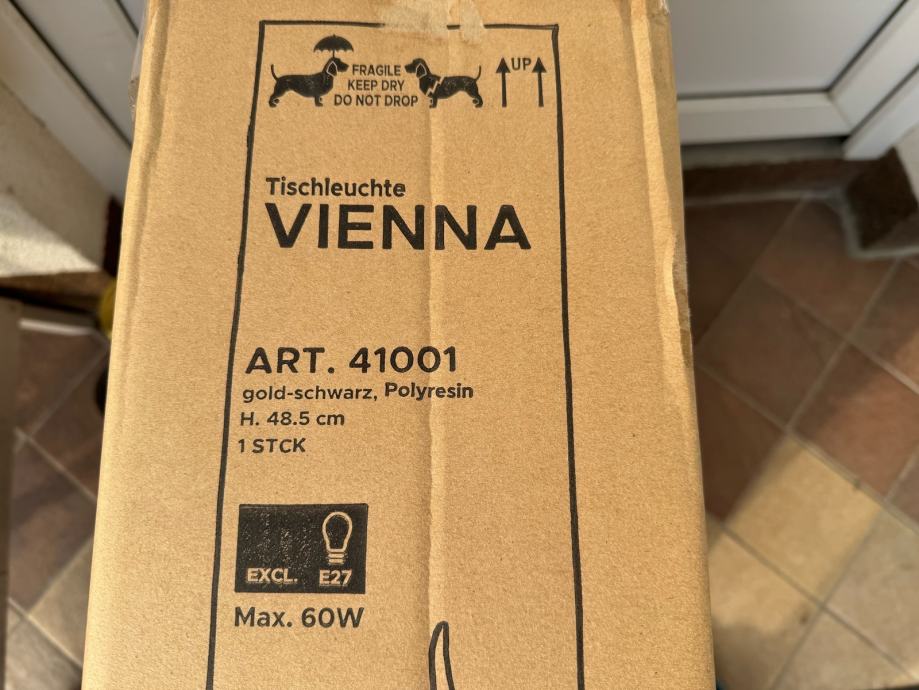 FRAGILE
KEEP DRY
DO NOT DROP
UP
Tischleuchte
VIENNA
ART. 41001
gold-schwarz, Polyresin
H. 48.5 cm
1 STCK
EXCL. E27
Max. 60W